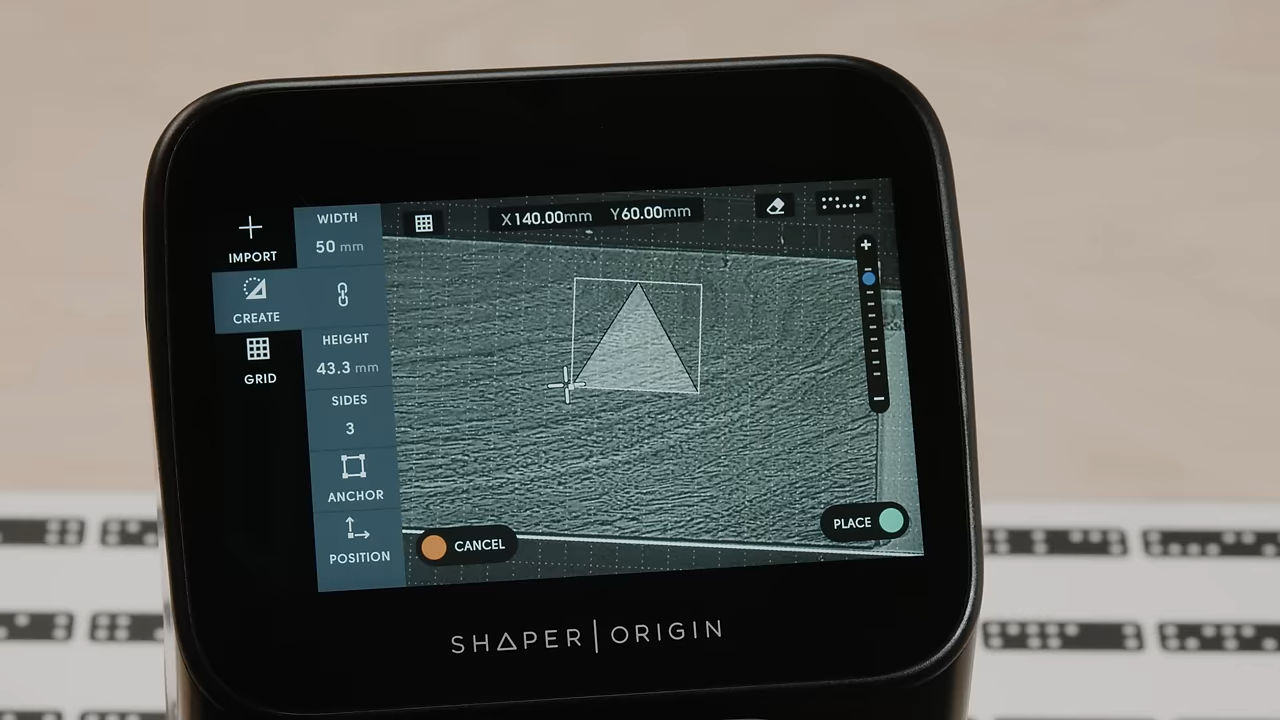 IMPORT
CREATE
GRID
WIDTH
50 mm
HEIGHT
43.3 mm
SIDES
3
ANCHOR
POSITION
X140.00mm Y60.00mm
+
−
CANCEL
PLACE
SHAPER | ORIGIN